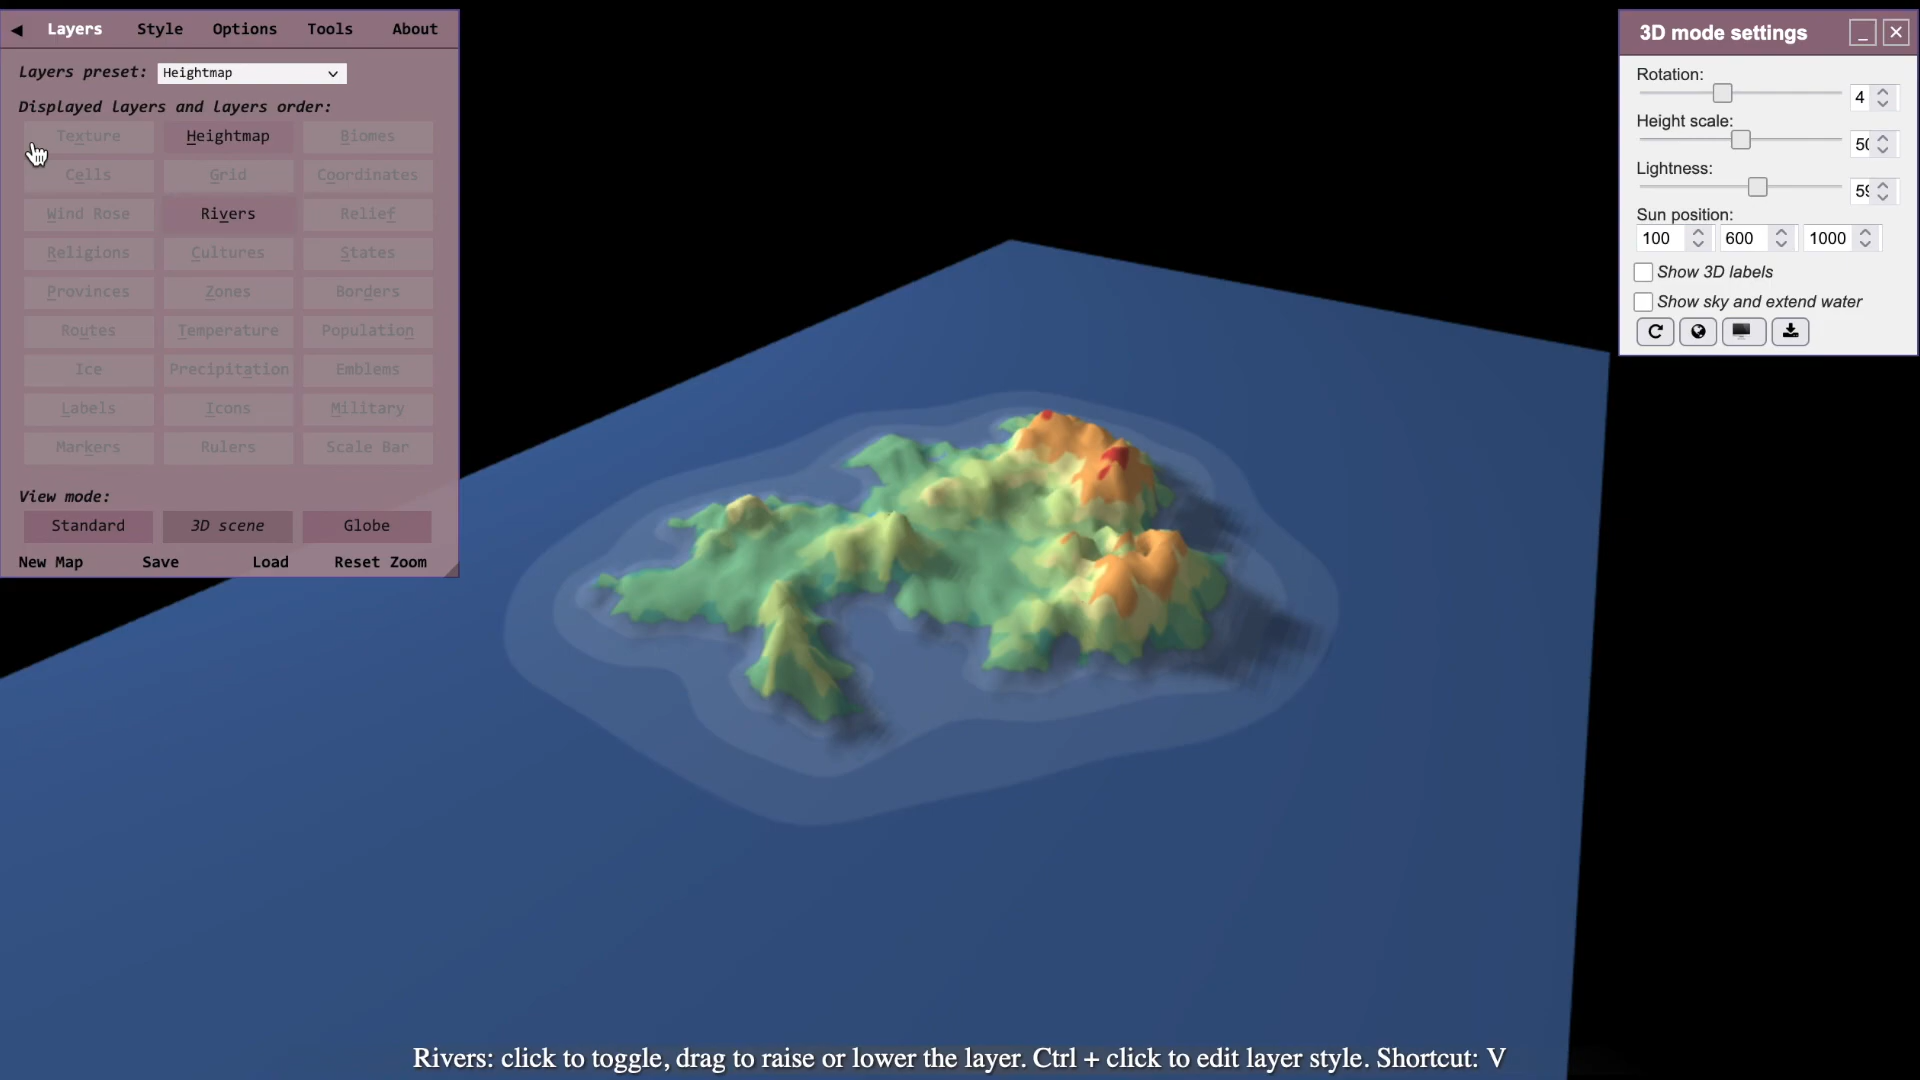 ◀ Layers Style Options Tools About
Layers preset: Heightmap
Displayed layers and layers order:
Texture Heightmap Biomes
Cells Grid Coordinates
Wind Rose Rivers Relief
Religions Cultures States
Provinces Zones Borders
Routes Temperature Population
Ice Precipitation Emblems
Labels Icons Military
Markers Rulers Scale Bar
View mode:
Standard 3D scene Globe
New Map Save Load Reset Zoom
3D mode settings
Rotation:
4
Height scale:
50
Lightness:
59
Sun position:
100 600 1000
Show 3D labels
Show sky and extend water
Rivers: click to toggle, drag to raise or lower the layer. Ctrl + click to edit layer style. Shortcut: V